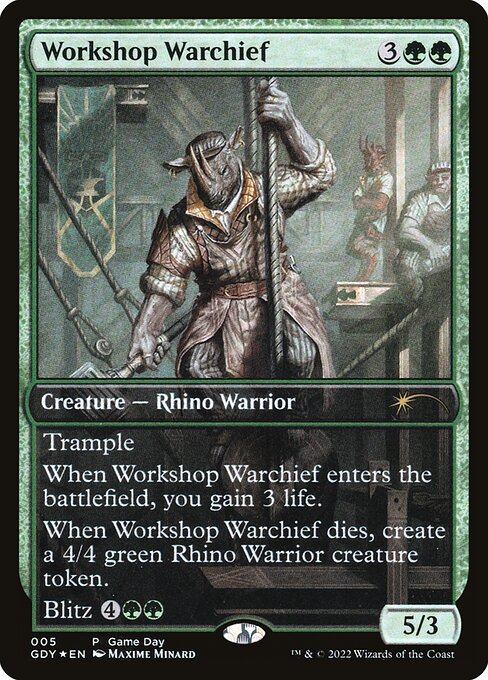 Workshop Warchief 3
Creature — Rhino Warrior
Trample
When Workshop Warchief enters the
battlefield, you gain 3 life.
When Workshop Warchief dies, create
a 4/4 green Rhino Warrior creature
token.
Blitz 4
5/3
005 P Game Day
GDY ★ EN Maxime Minard
™ & © 2022 Wizards of the Coast